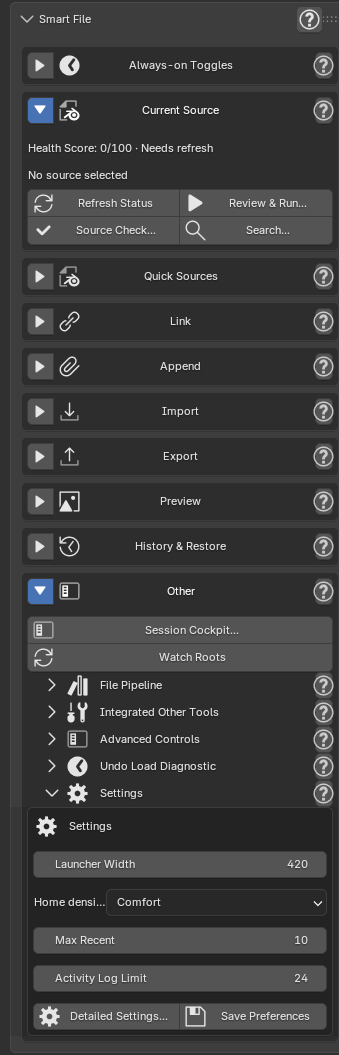 Smart File
Always-on Toggles
Current Source
Health Score: 0/100 · Needs refresh
No source selected
Refresh Status
Review & Run...
Source Check...
Search...
Quick Sources
Link
Append
Import
Export
Preview
History & Restore
Other
Session Cockpit...
Watch Roots
File Pipeline
Integrated Other Tools
Advanced Controls
Undo Load Diagnostic
Settings
Settings
Launcher Width 420
Home densi... Comfort
Max Recent 10
Activity Log Limit 24
Detailed Settings...
Save Preferences